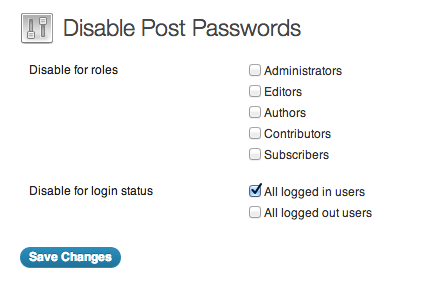 Disable Post Passwords
Disable for roles
Administrators
Editors
Authors
Contributors
Subscribers
Disable for login status
All logged in users
All logged out users
Save Changes